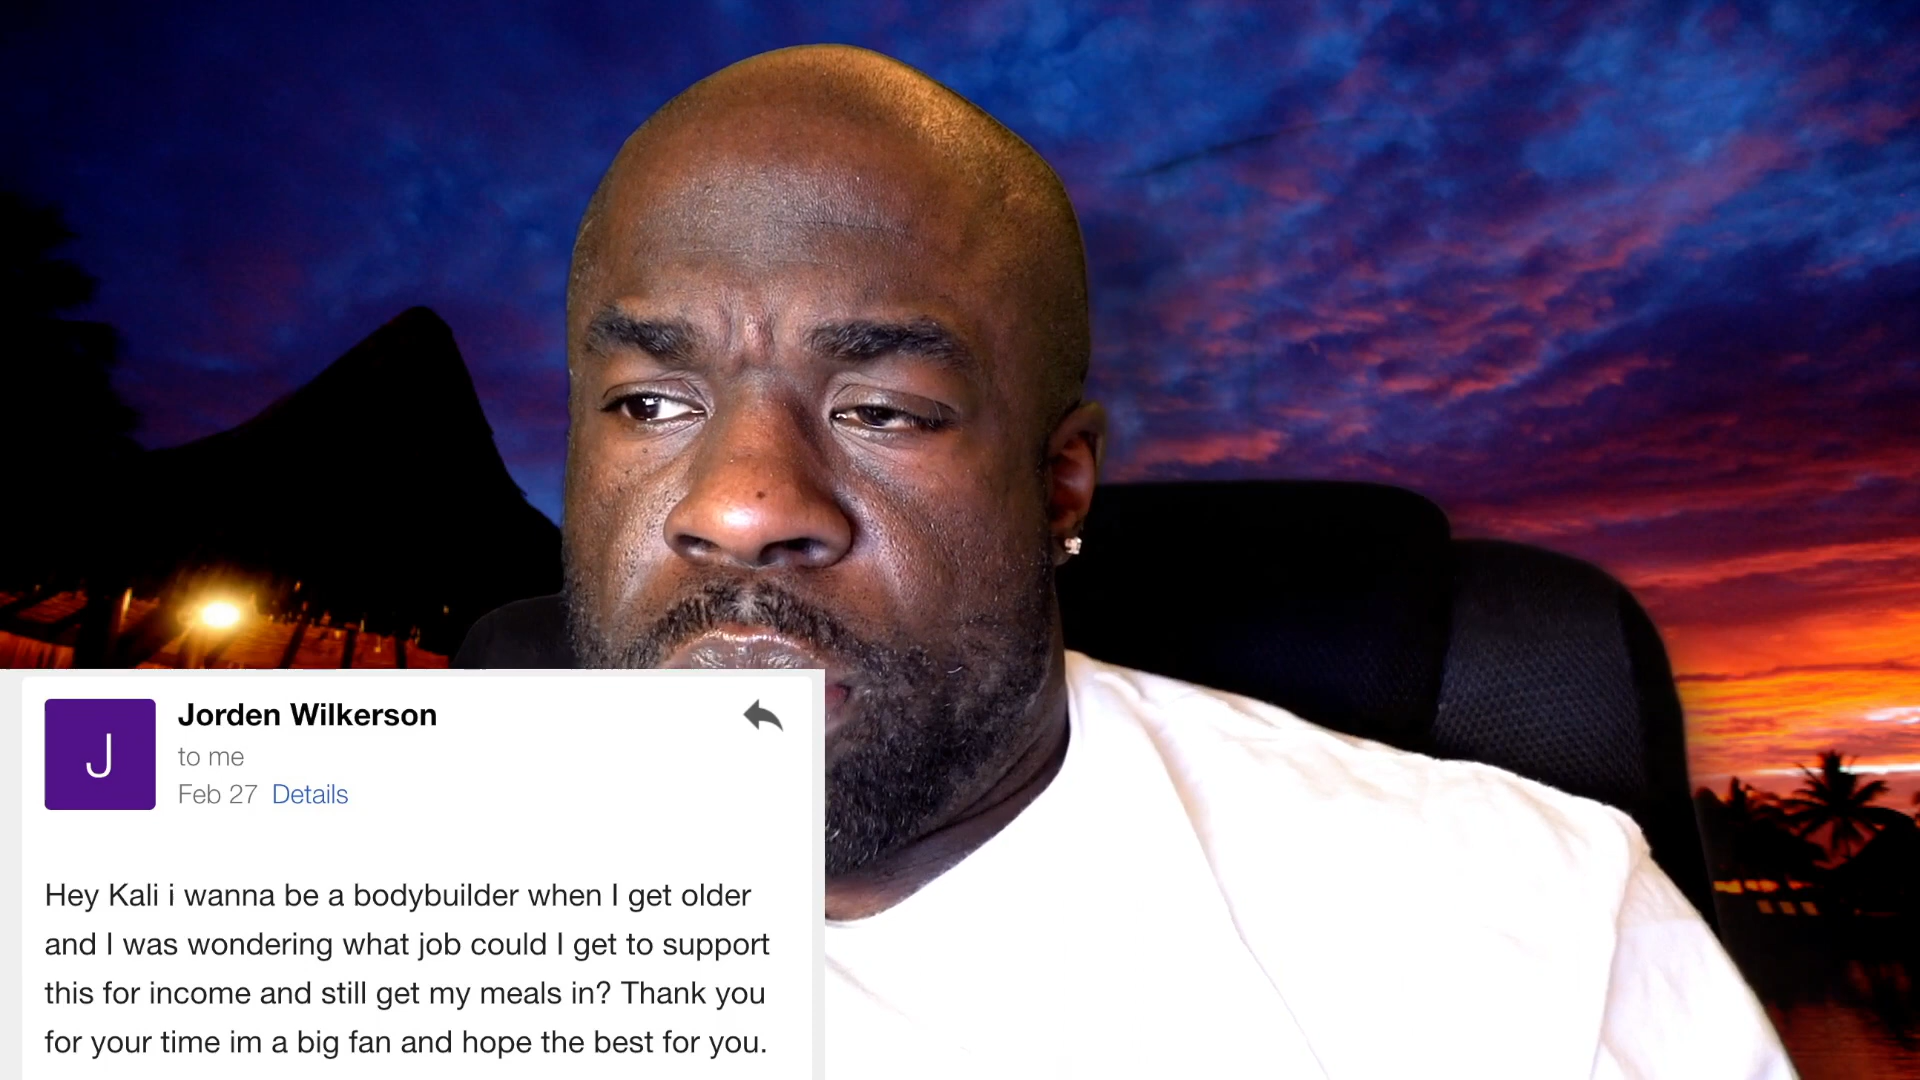 J
Jorden Wilkerson
to me
Feb 27 Details
Hey Kali i wanna be a bodybuilder when I get older
and I was wondering what job could I get to support
this for income and still get my meals in? Thank you
for your time im a big fan and hope the best for you.